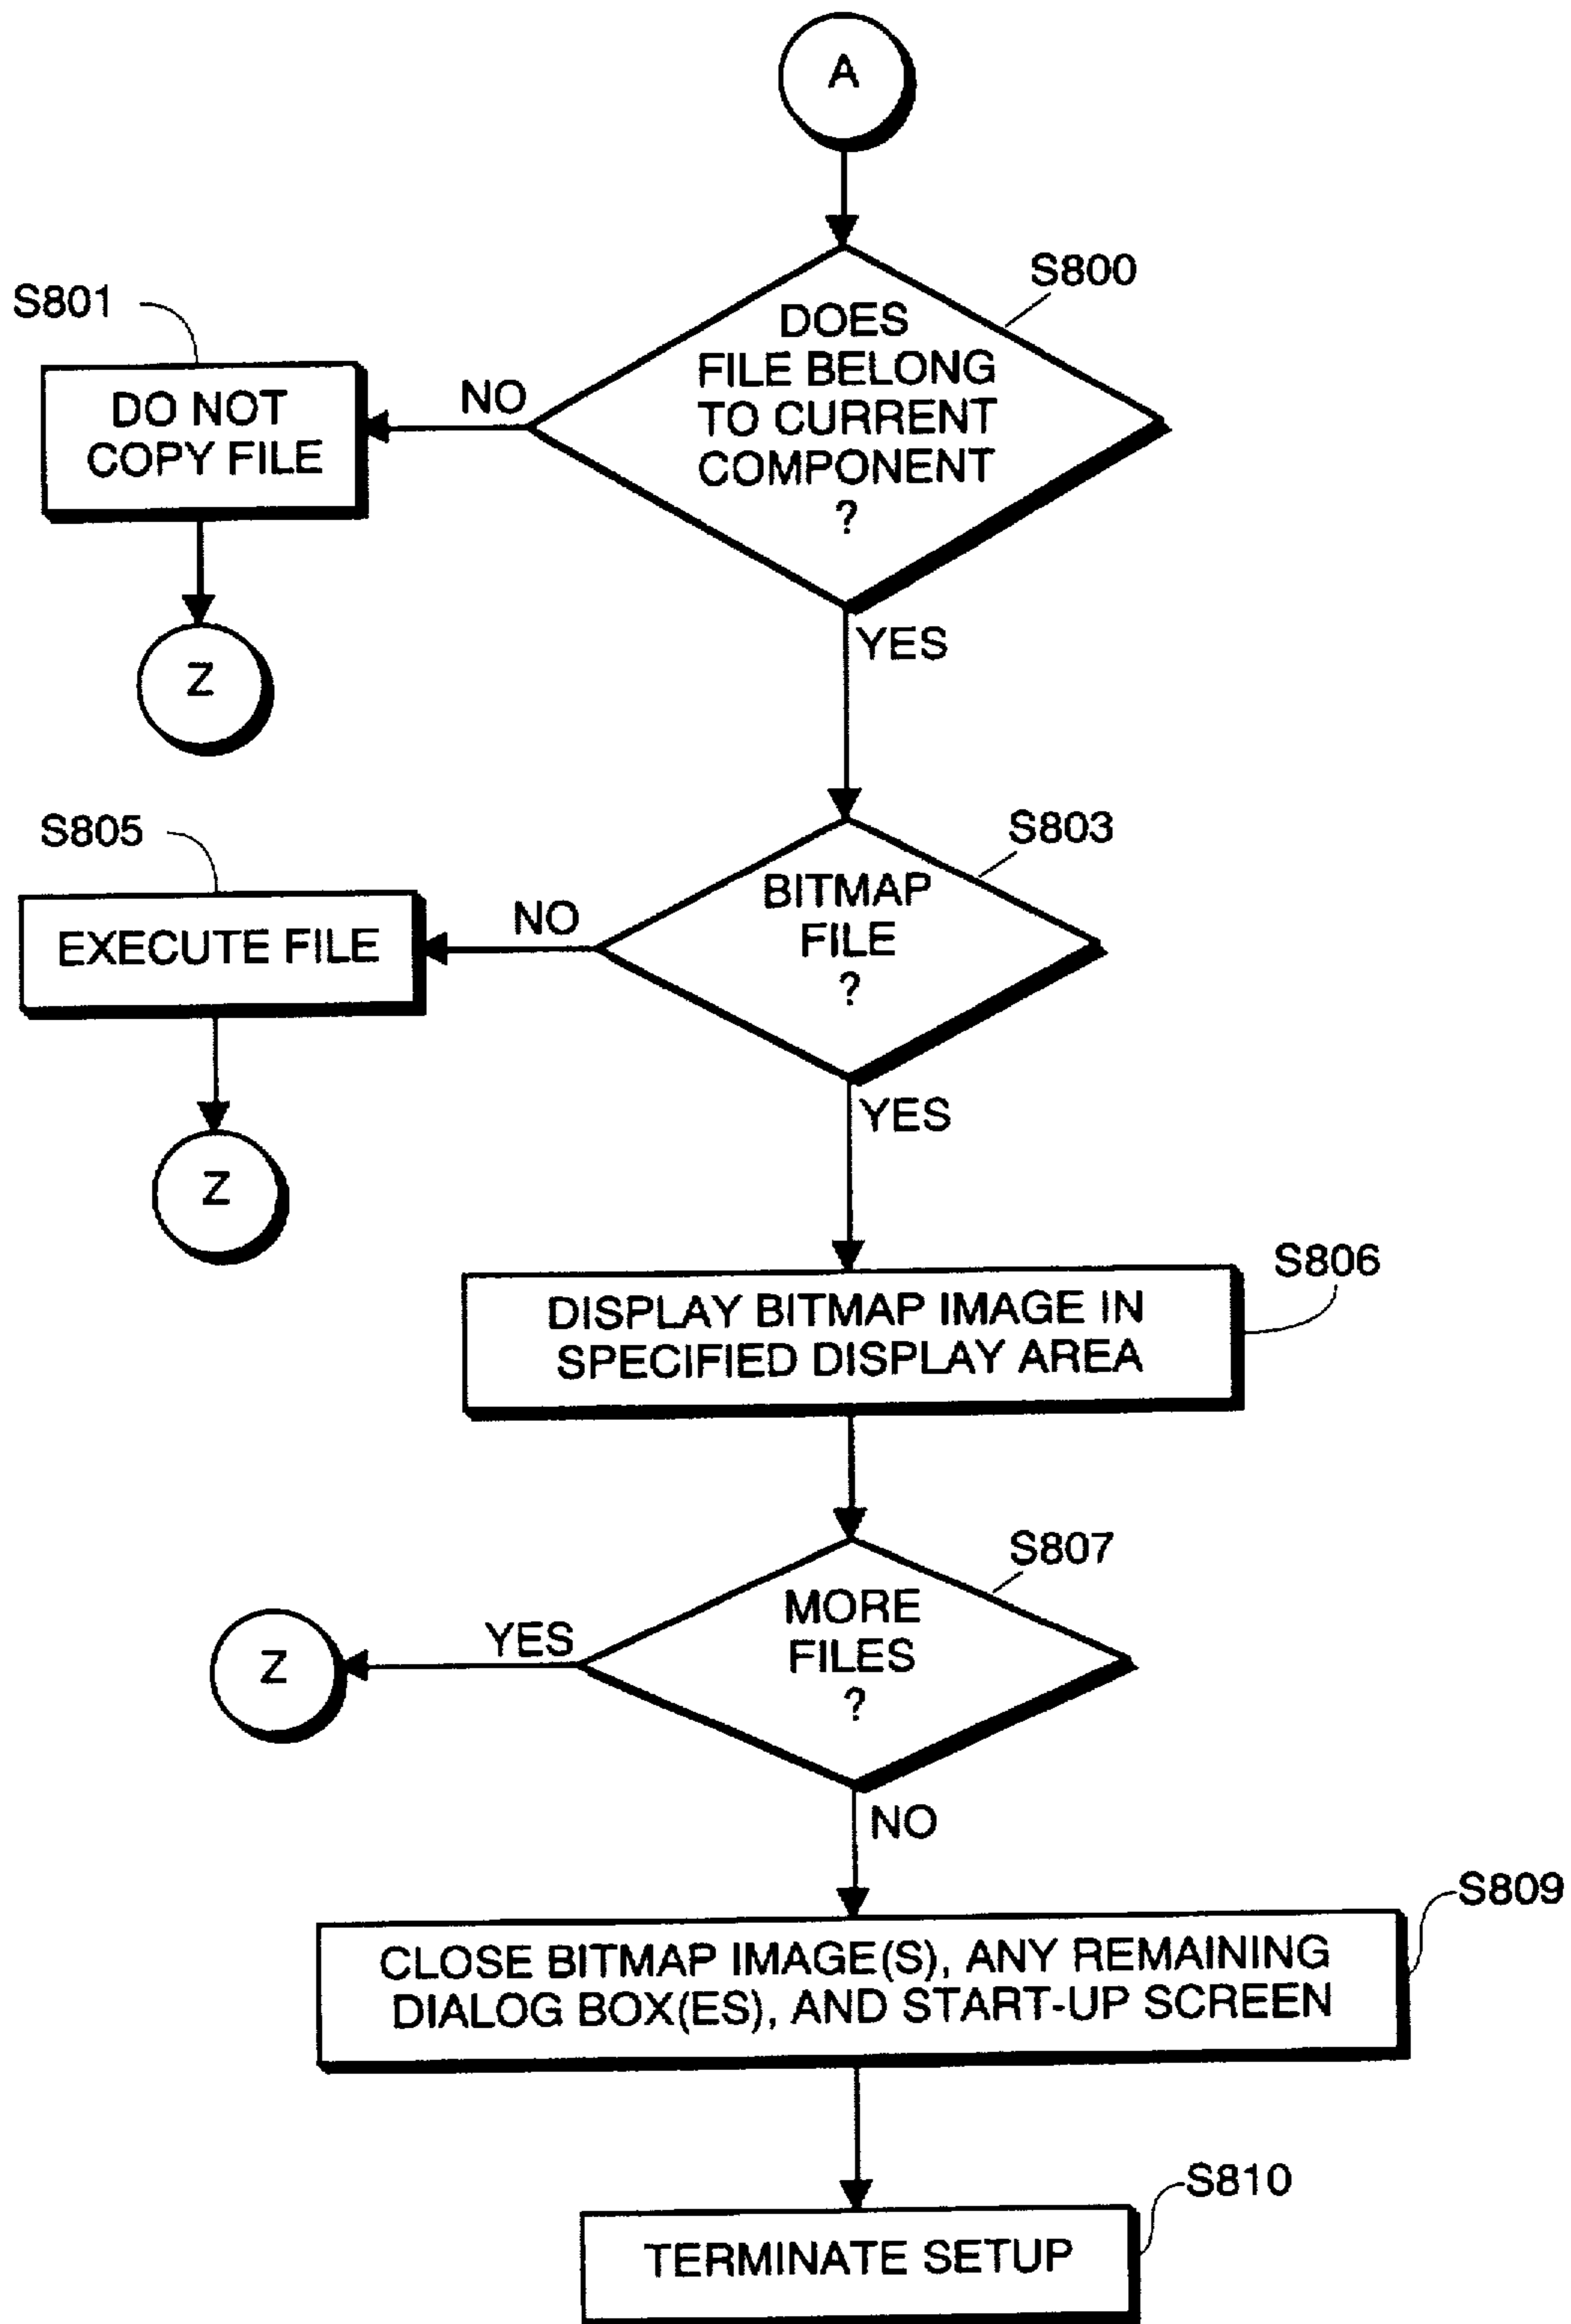 A
S800
DOES
FILE BELONG
TO CURRENT
COMPONENT
?
S801
NO
DO NOT
COPY FILE
Z
YES
S803
BITMAP
FILE
?
S805
NO
EXECUTE FILE
Z
YES
S806
DISPLAY BITMAP IMAGE IN
SPECIFIED DISPLAY AREA
S807
MORE
FILES
?
YES
Z
NO
S809
CLOSE BITMAP IMAGE(S), ANY REMAINING
DIALOG BOX(ES), AND START-UP SCREEN
S810
TERMINATE SETUP